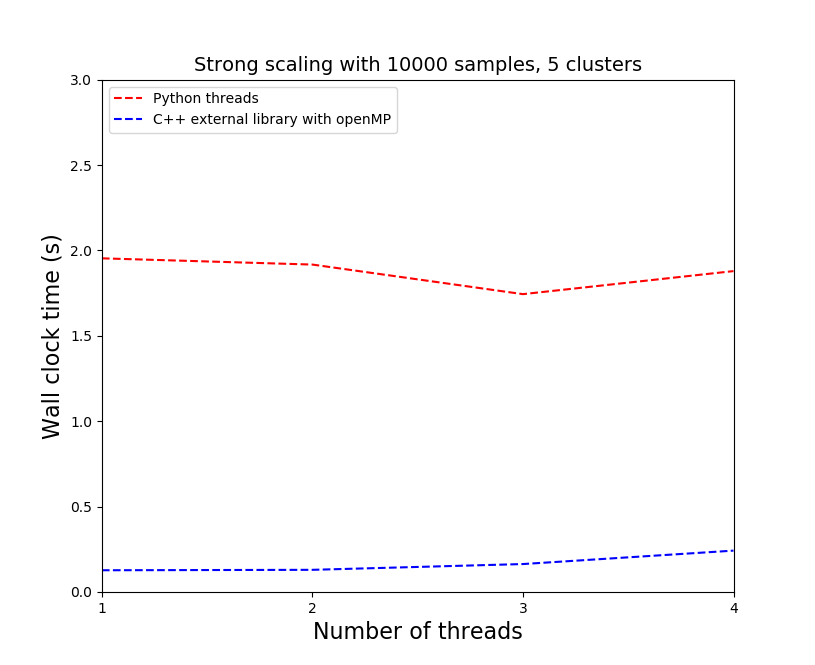 Strong scaling with 10000 samples, 5 clusters
3.0
Python threads
C++ external library with openMP
2.5
2.0
Wall clock time (s)
1.5
1.0
0.5
0.0
1 2 3 4
Number of threads